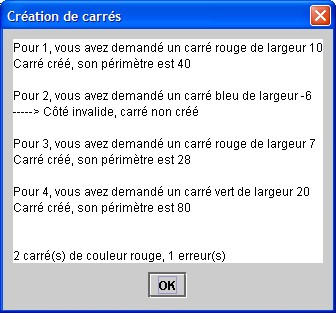 Création de carrés
Pour 1, vous avez demandé un carré rouge de largeur 10
Carré créé, son périmètre est 40
Pour 2, vous avez demandé un carré bleu de largeur -6
-----> Côté invalide, carré non créé
Pour 3, vous avez demandé un carré rouge de largeur 7
Carré créé, son périmètre est 28
Pour 4, vous avez demandé un carré vert de largeur 20
Carré créé, son périmètre est 80
2 carré(s) de couleur rouge, 1 erreur(s)
OK